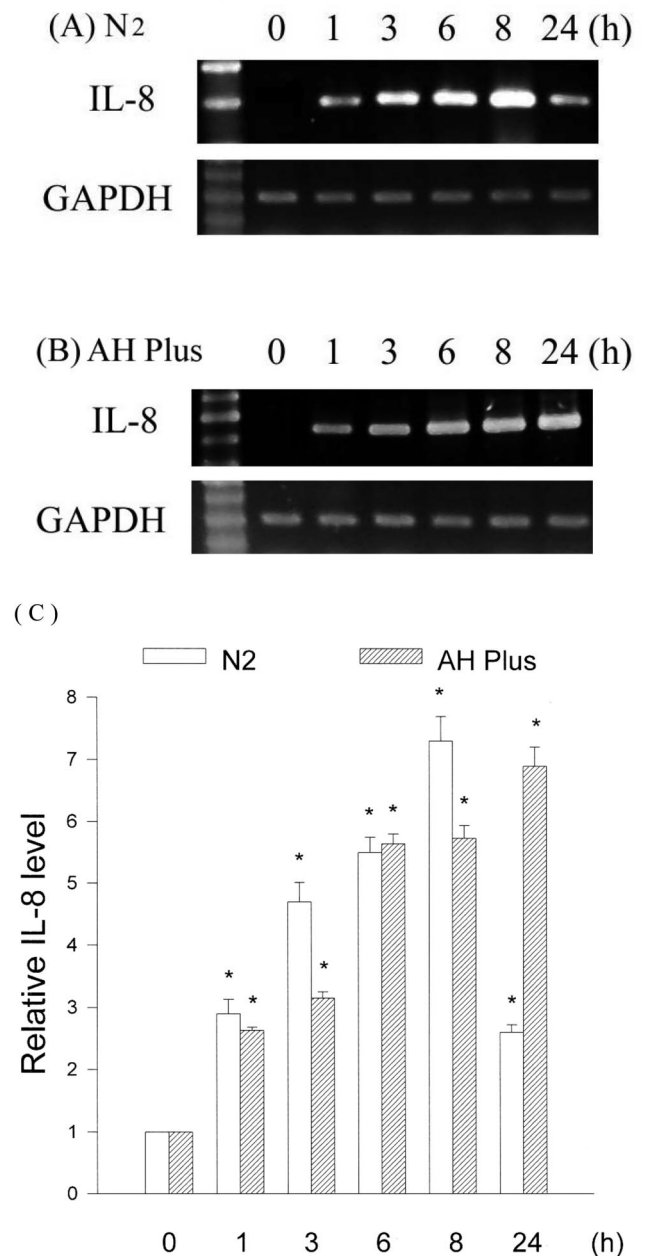 (A) N2 0 1 3 6 8 24 (h)
IL-8
GAPDH
(B) AH Plus 0 1 3 6 8 24 (h)
IL-8
GAPDH
( C )
N2 AH Plus
8
7
6
5
4
3
2
1
0
Relative IL-8 level
* * * * * * * * * *
0 1 3 6 8 24 (h)